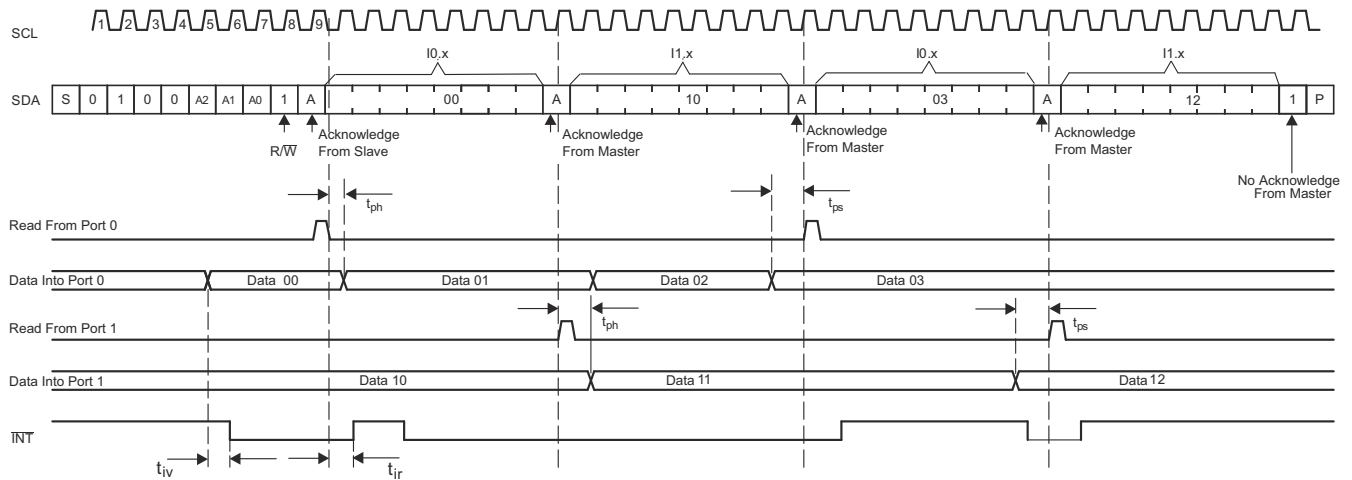 SCL 1 2 3 4 5 6 7 8 9
I0.x I1.x I0.x I1.x
SDA S 0 1 0 0 A2 A1 A0 1 A 00 A 10 A 03 A 12 1 P
R/W̅
Acknowledge
From Slave
Acknowledge
From Master
Acknowledge
From Master
Acknowledge
From Master
No Acknowledge
From Master
tph tps
Read From Port 0
Data Into Port 0 Data 00 Data 01 Data 02 Data 03
tph tps
Read From Port 1
Data Into Port 1 Data 10 Data 11 Data 12
I̅N̅T̅
tiv tir